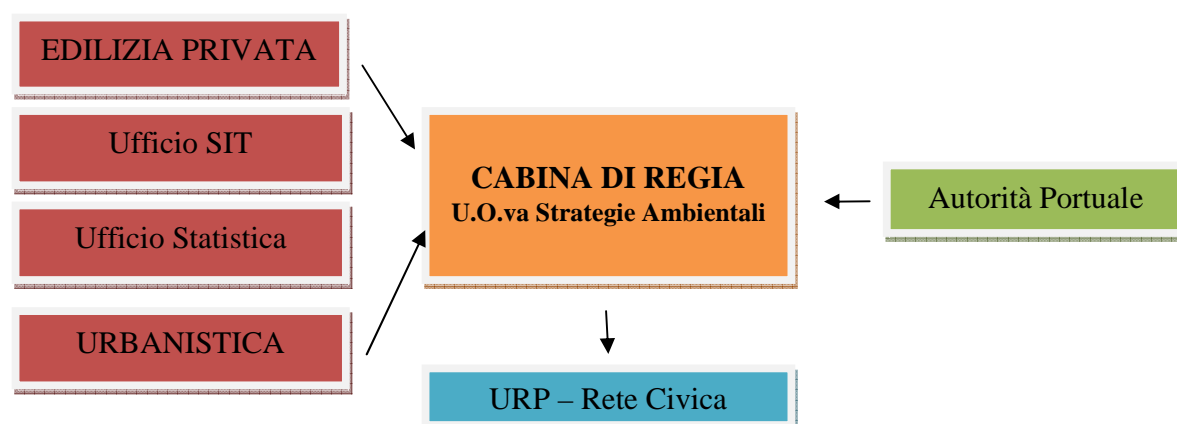 EDILIZIA PRIVATA
Ufficio SIT
Ufficio Statistica
URBANISTICA
CABINA DI REGIA
U.O.va Strategie Ambientali
Autorità Portuale
URP – Rete Civica